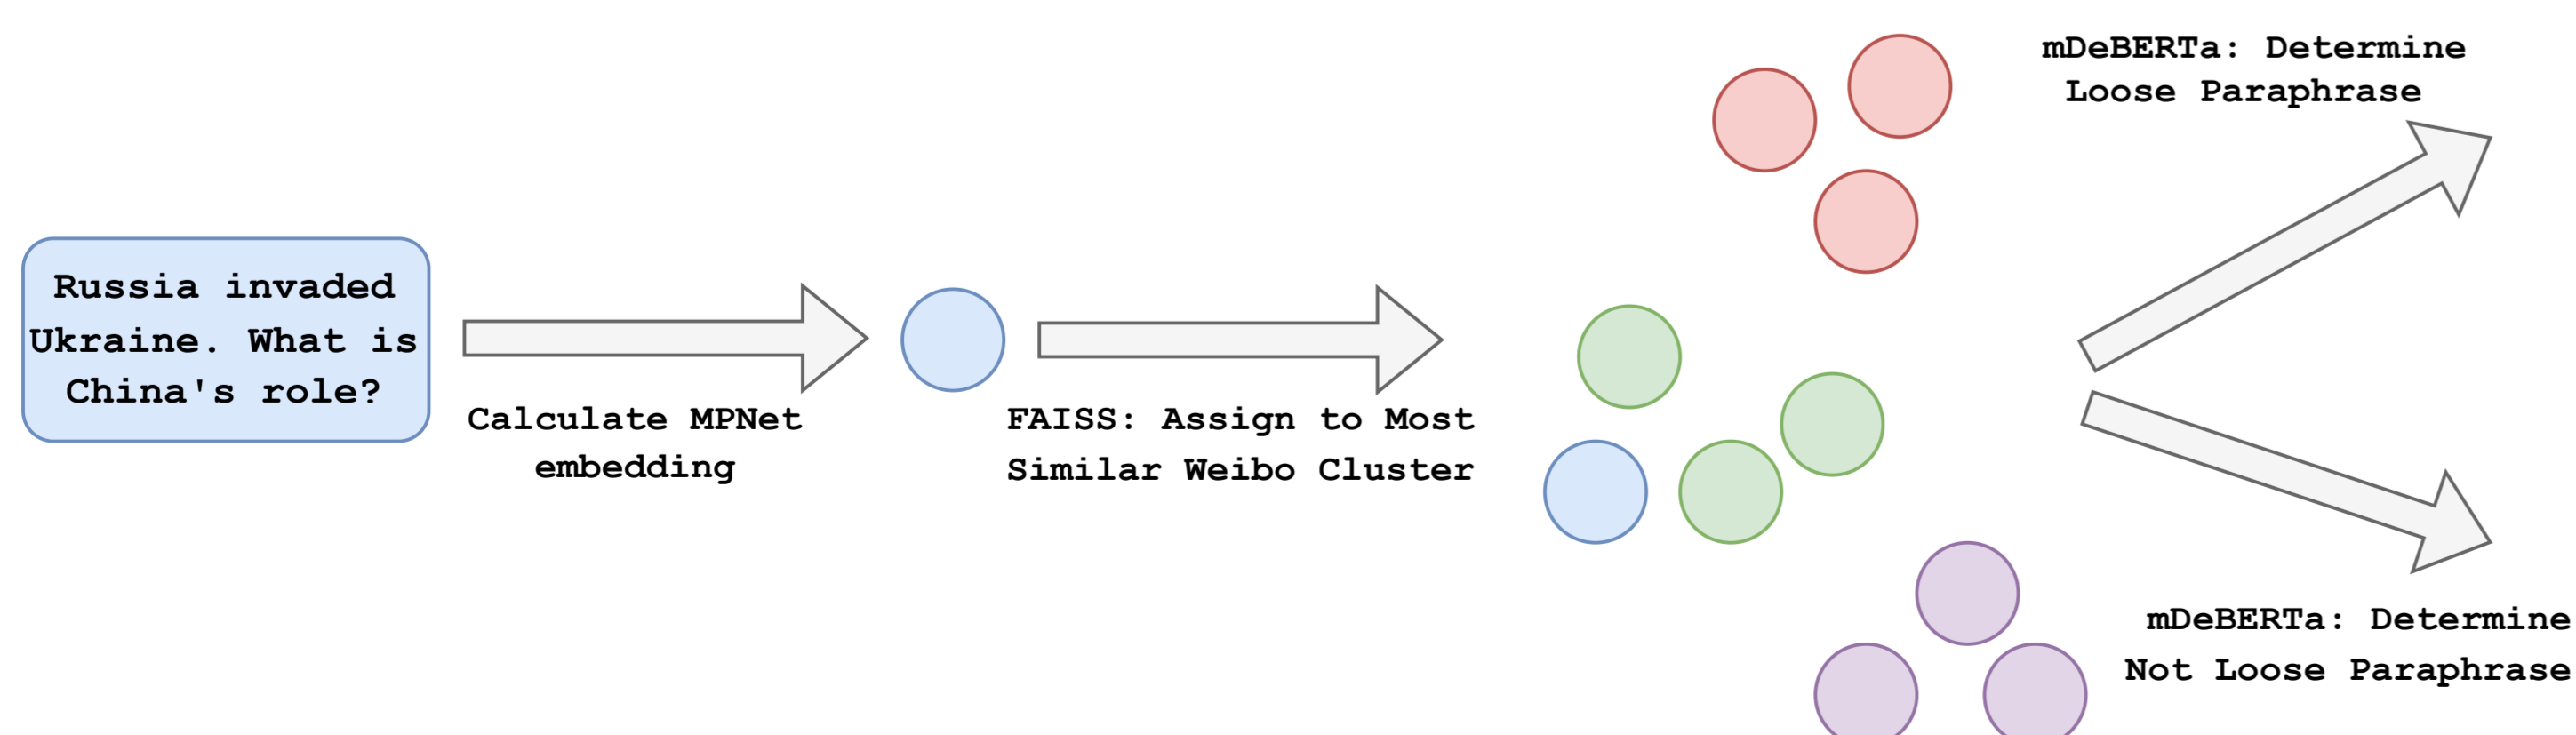 Russia invaded
Ukraine. What is
China's role?
Calculate MPNet
embedding
FAISS: Assign to Most
Similar Weibo Cluster
mDeBERTa: Determine
Loose Paraphrase
mDeBERTa: Determine
Not Loose Paraphrase